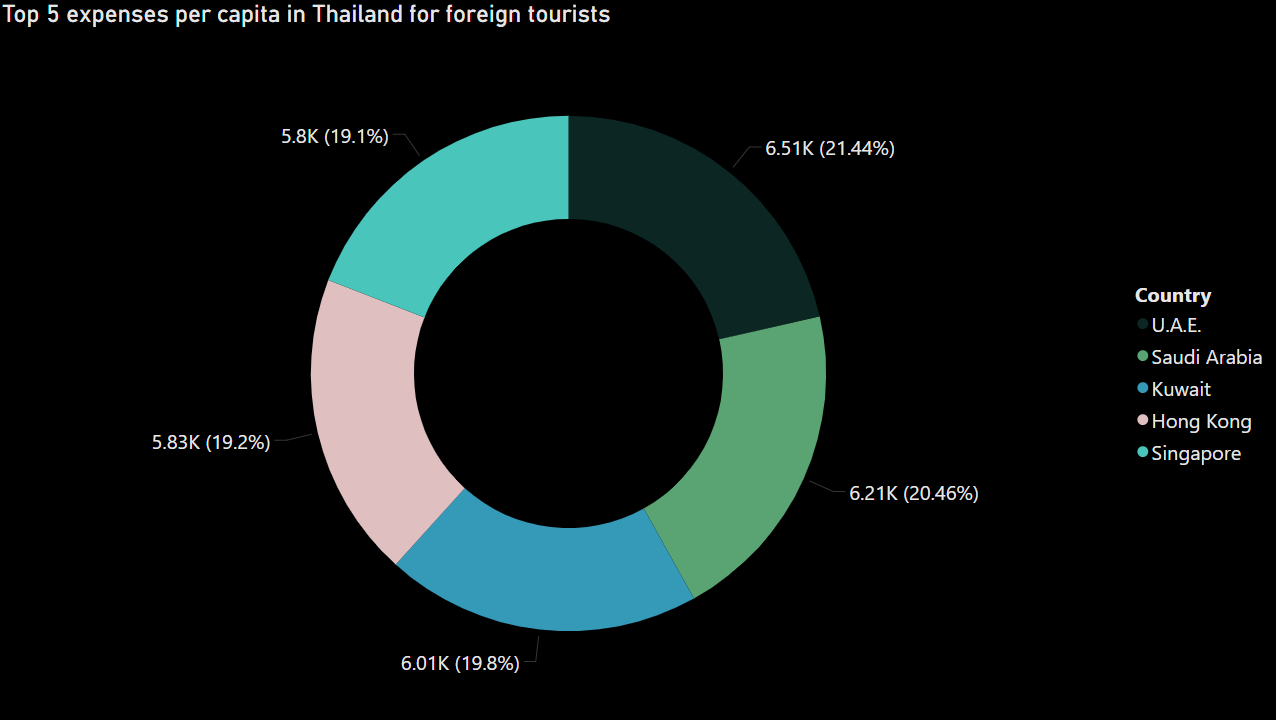 Top 5 expenses per capita in Thailand for foreign tourists
5.8K (19.1%)
6.51K (21.44%)
Country
U.A.E.
Saudi Arabia
Kuwait
Hong Kong
Singapore
5.83K (19.2%)
6.21K (20.46%)
6.01K (19.8%)